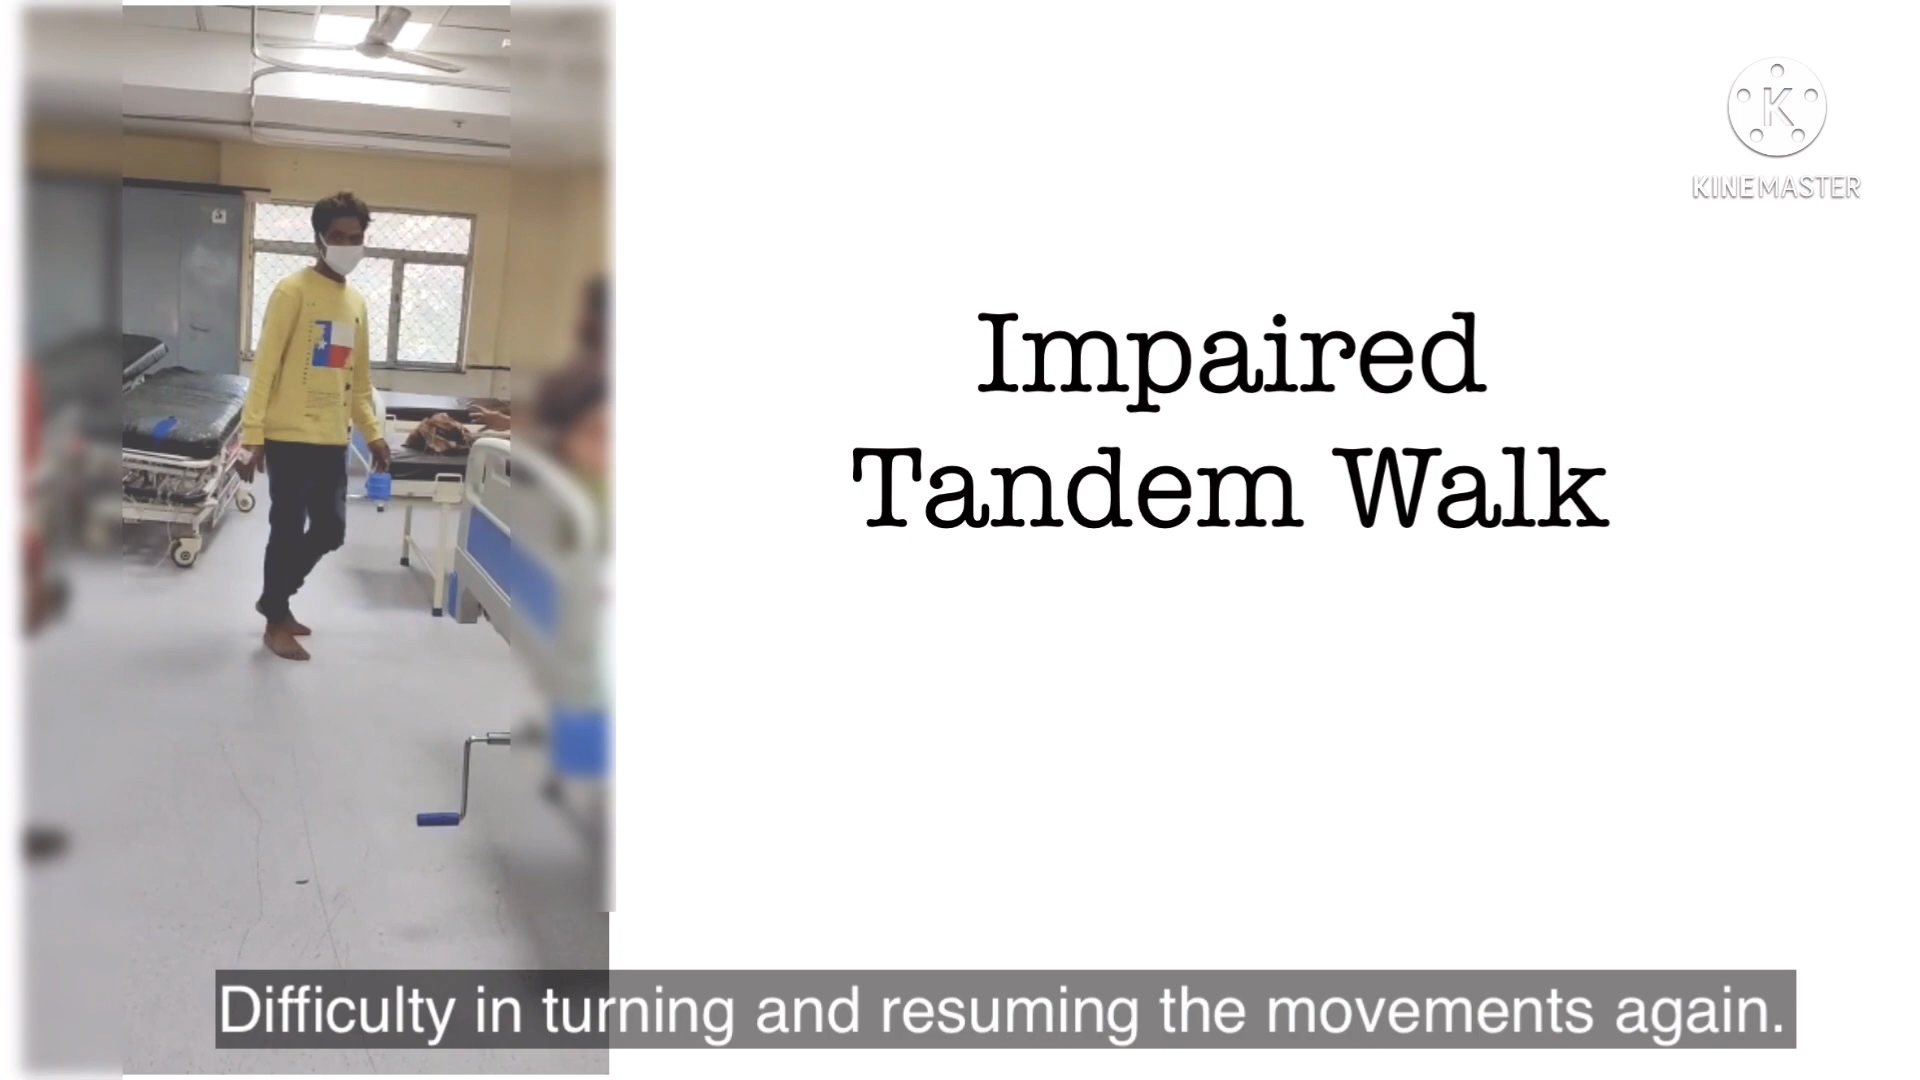 KINEMASTER
Impaired
Tandem Walk
Difficulty in turning and resuming the movements again.